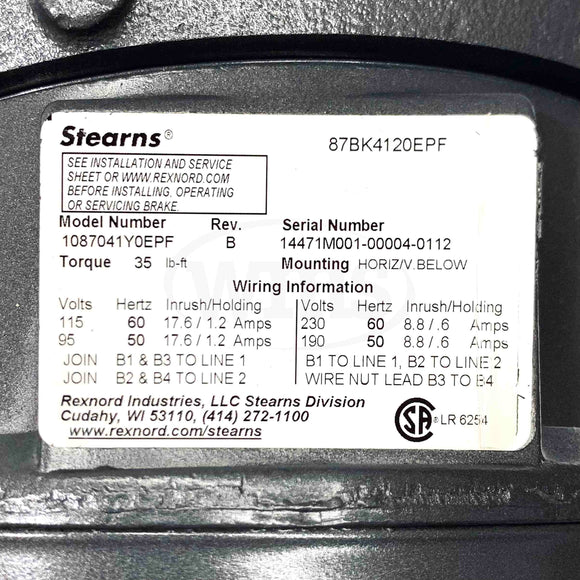 Stearns®
87BK4120EPF
SEE INSTALLATION AND SERVICE
SHEET OR WWW.REXNORD.COM
BEFORE INSTALLING, OPERATING
OR SERVICING BRAKE.
Model Number Rev. Serial Number
1087041Y0EPF B 14471M001-00004-0112
Torque 35 lb-ft Mounting HORIZ/V.BELOW
Wiring Information
Volts Hertz Inrush/Holding
115 60 17.6/1.2 Amps
95 50 17.6/1.2 Amps
JOIN B1 & B3 TO LINE 1
JOIN B2 & B4 TO LINE 2
Volts Hertz Inrush/Holding
230 60 8.8/.6 Amps
190 50 8.8/.6 Amps
B1 TO LINE 1, B2 TO LINE 2
WIRE NUT LEAD B3 TO B4
Rexnord Industries, LLC Stearns Division
Cudahy, WI 53110, (414) 272-1100
www.rexnord.com/stearns
SA® LR 6254